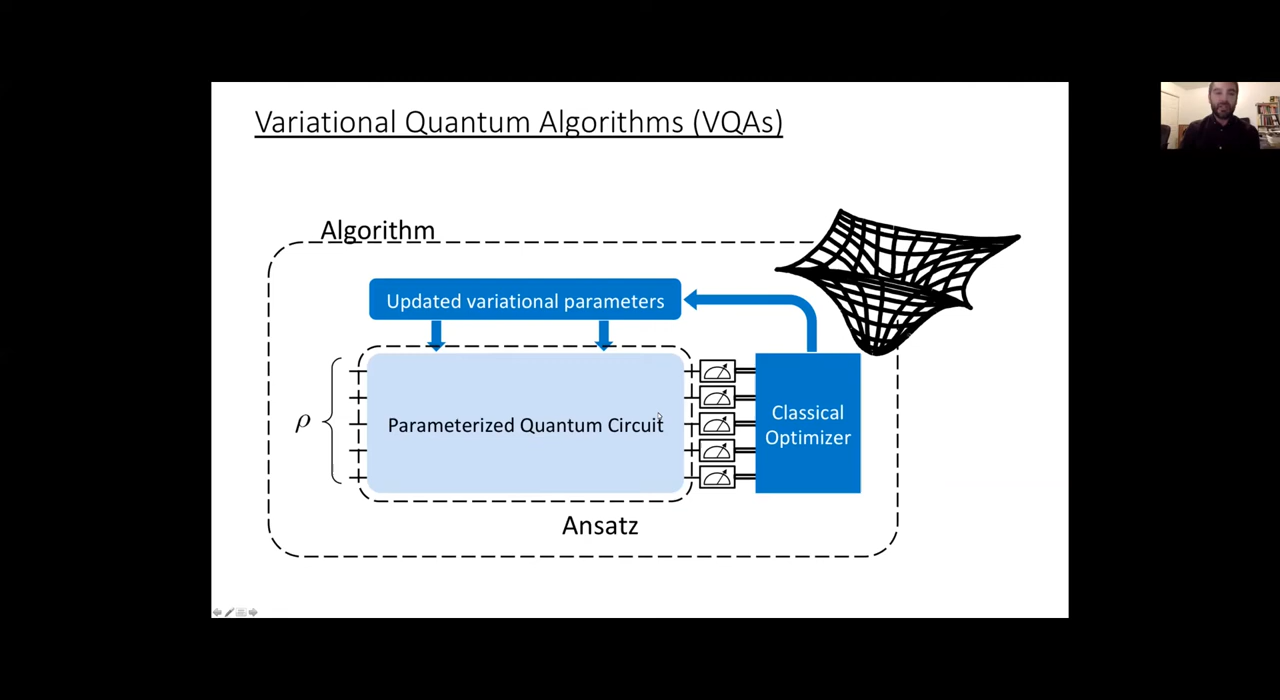 Variational Quantum Algorithms (VQAs)
Algorithm
Updated variational parameters
ρ
Parameterized Quantum Circuit
Classical
Optimizer
Ansatz